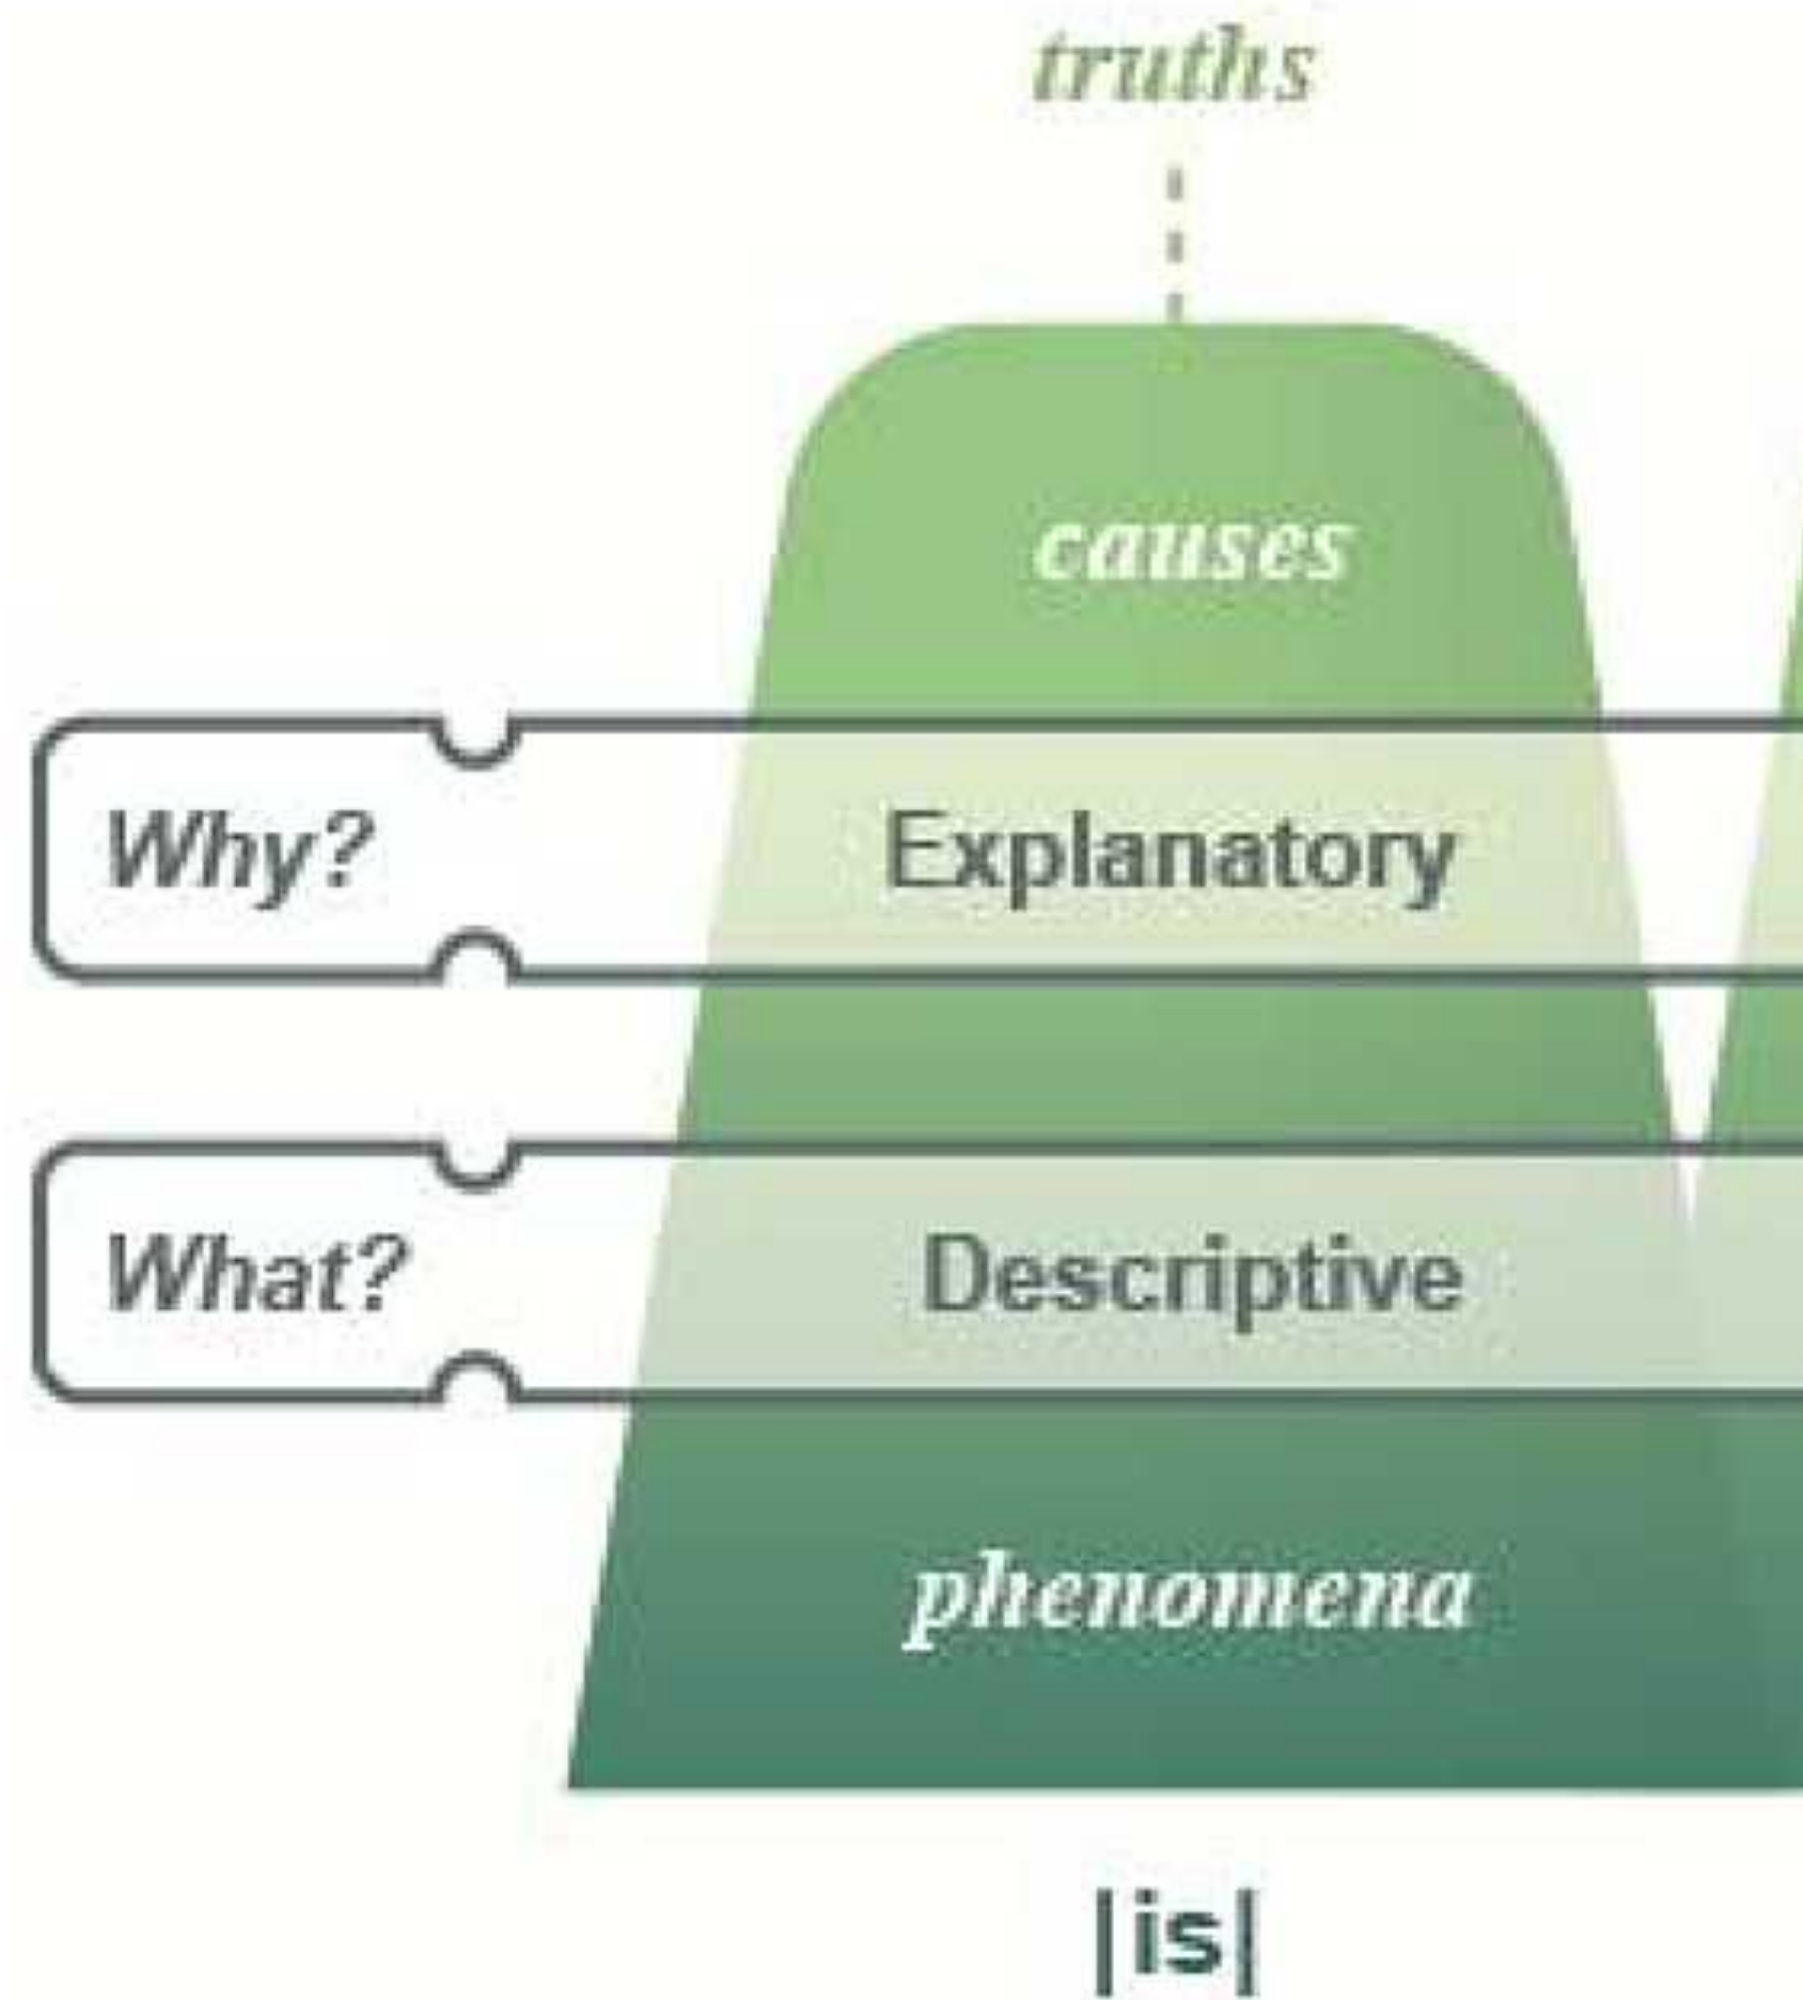 truths
causes
Why? Explanatory
What? Descriptive
phenomena
|is|